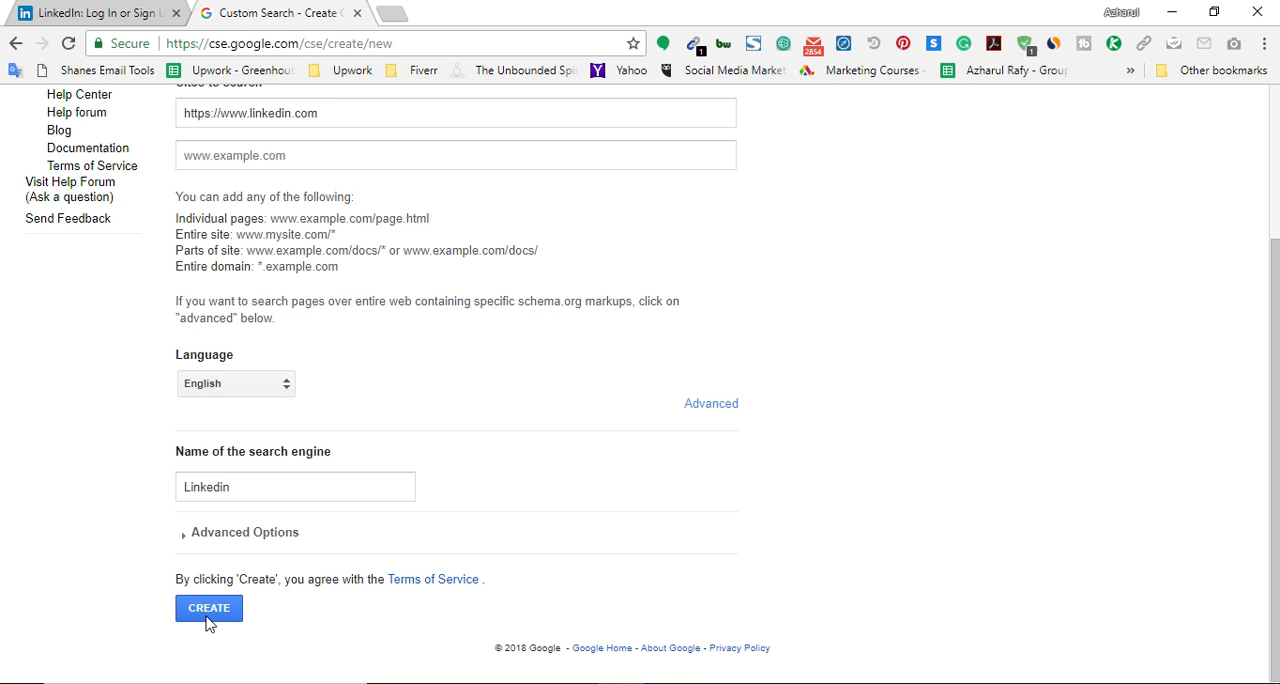 LinkedIn: Log In or Sign U
Custom Search - Create C
Azharul
Secure
https://cse.google.com/cse/create/new
1
bw
2854
S
1
tb
K
Shanes Email Tools
Upwork - Greenhous
Upwork
Fiverr
The Unbounded Spi
Yahoo
Social Media Market
Marketing Courses -
Azharul Rafy - Group
»
Other bookmarks
Help Center
Help forum
Blog
Documentation
Terms of Service
Visit Help Forum
(Ask a question)
Send Feedback
https://www.linkedin.com
www.example.com
You can add any of the following:
Individual pages: www.example.com/page.html
Entire site: www.mysite.com/*
Parts of site: www.example.com/docs/* or www.example.com/docs/
Entire domain: *.example.com
If you want to search pages over entire web containing specific schema.org markups, click on
"advanced" below.
Language
English
Advanced
Name of the search engine
Linkedin
Advanced Options
By clicking 'Create', you agree with the Terms of Service .
CREATE
© 2018 Google - Google Home - About Google - Privacy Policy